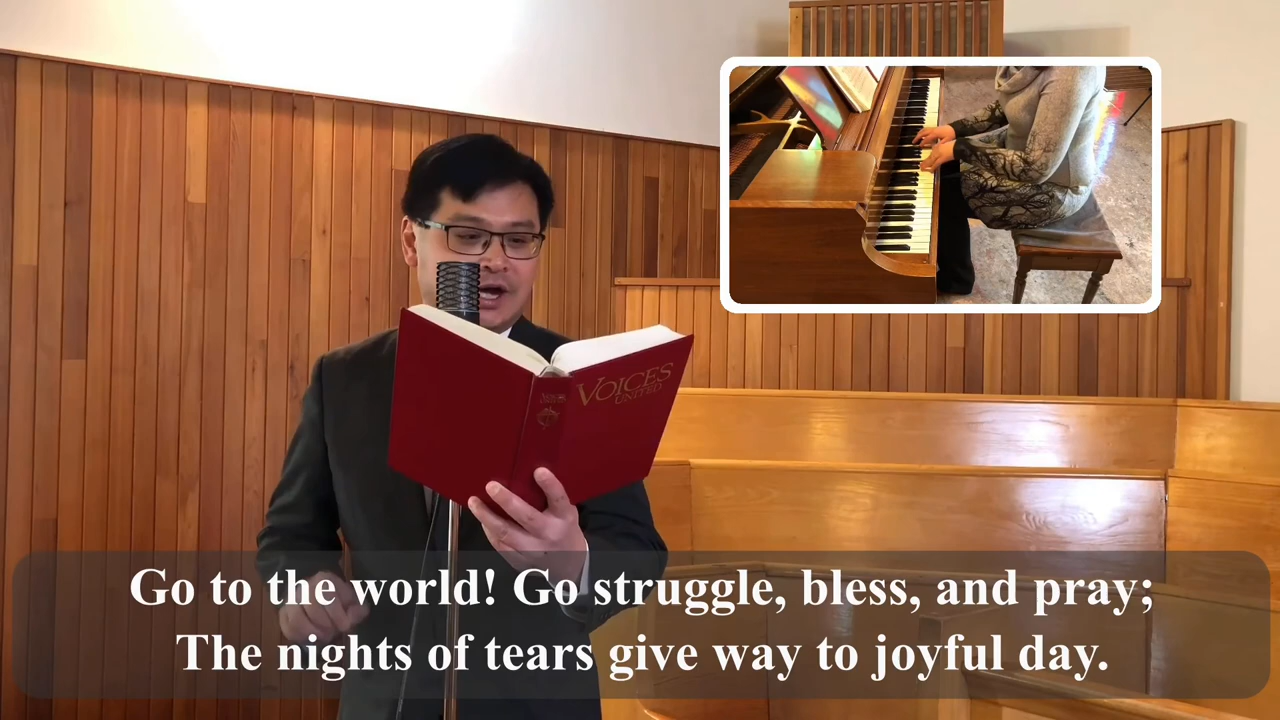 VOICES
UNITED
Go to the world! Go struggle, bless, and pray;
The nights of tears give way to joyful day.